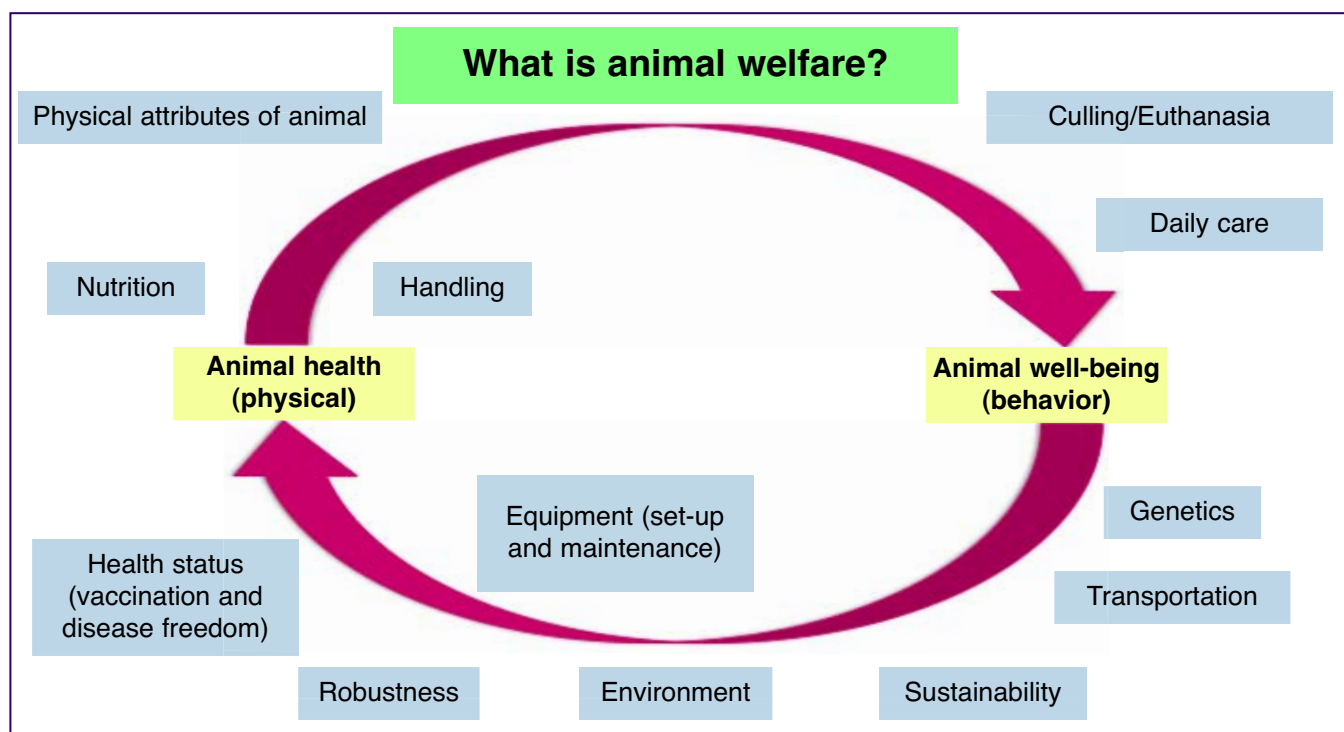 What is animal welfare?
Physical attributes of animal
Culling/Euthanasia
Daily care
Nutrition
Handling
Animal health
(physical)
Animal well-being
(behavior)
Equipment (set-up
and maintenance)
Genetics
Health status
(vaccination and
disease freedom)
Transportation
Robustness
Environment
Sustainability